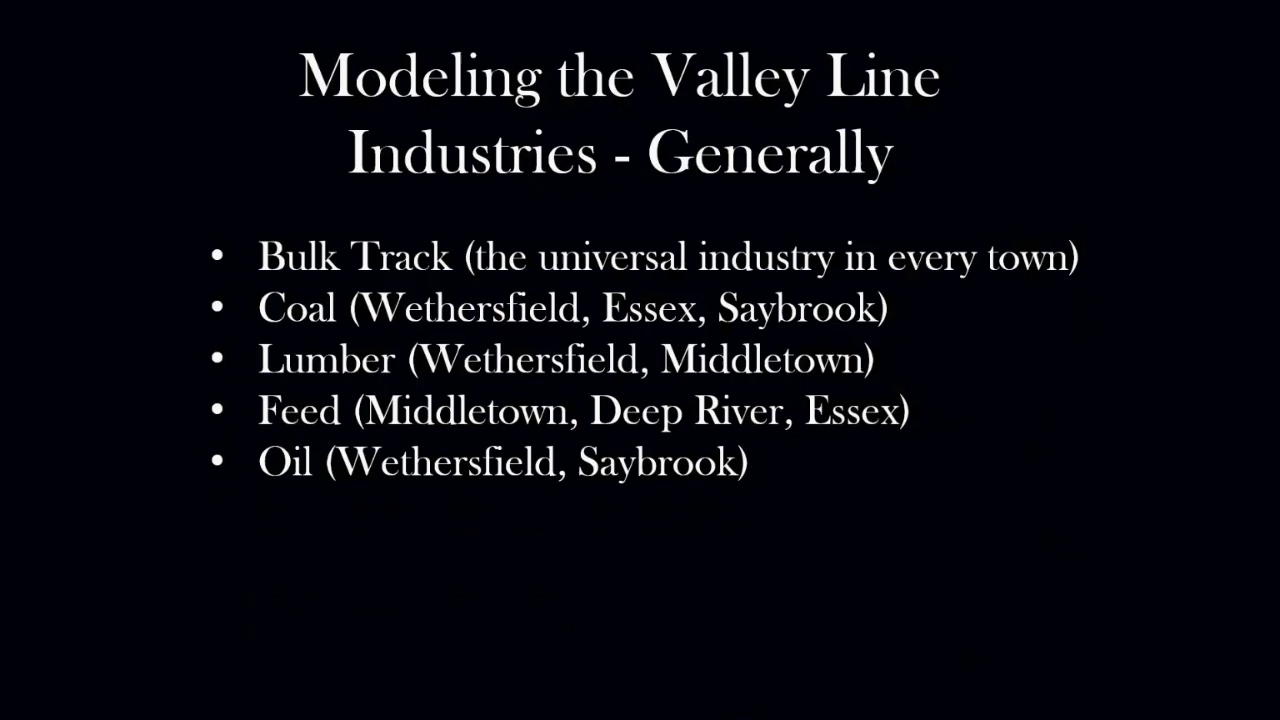 Modeling the Valley Line
Industries - Generally
• Bulk Track (the universal industry in every town)
• Coal (Wethersfield, Essex, Saybrook)
• Lumber (Wethersfield, Middletown)
• Feed (Middletown, Deep River, Essex)
• Oil (Wethersfield, Saybrook)